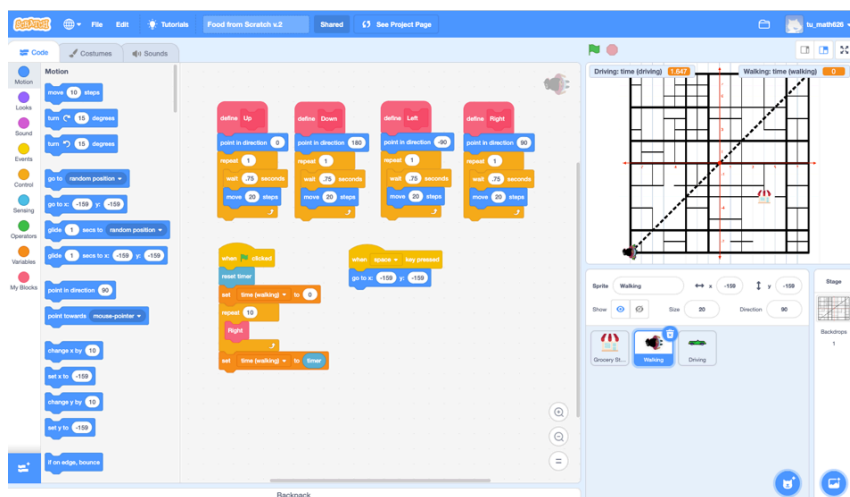 SCRATCH
File
Edit
Tutorials
Food from Scratch v.2
Shared
See Project Page
tu_math626
Code
Costumes
Sounds
Motion
Looks
Sound
Events
Control
Sensing
Operators
Variables
My Blocks
Motion
move 10 steps
turn 15 degrees
turn 15 degrees
go to random position
go to x: -159 y: -159
glide 1 secs to random position
glide 1 secs to x: -159 y: -159
point in direction 90
point towards mouse-pointer
change x by 10
set x to -159
change y by 10
set y to -159
if on edge, bounce
define Up
point in direction 0
repeat 1
wait .75 seconds
move 20 steps
define Down
point in direction 180
repeat 1
wait .75 seconds
move 20 steps
define Left
point in direction -90
repeat 1
wait .75 seconds
move 20 steps
define Right
point in direction 90
repeat 1
wait .75 seconds
move 20 steps
when clicked
reset timer
set time (walking) to 0
repeat 10
Right
set time (walking) to timer
when space key pressed
go to x: -159 y: -159
Driving: time (driving) 1.647
Walking: time (walking) 0
Sprite Walking x -159 y -159
Show Size 20 Direction 90
Grocery St...
Walking
Driving
Stage
Backdrops
1
Backpack